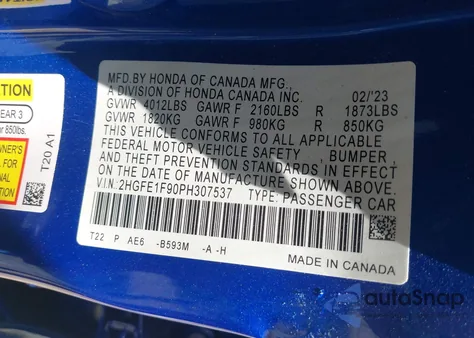 MFD.BY HONDA OF CANADA MFG.,
A DIVISION OF HONDA CANADA INC. 02/'23
GVWR 4012LBS GAWR F 2160LBS R 1873LBS
GVWR 1820KG GAWR F 980KG R 850KG
THIS VEHICLE CONFORMS TO ALL APPLICABLE
FEDERAL MOTOR VEHICLE SAFETY , BUMPER ,
AND THEFT PREVENTION STANDARDS IN EFFECT
ON THE DATE OF MANUFACTURE SHOWN ABOVE.
V.I.N: 2HGFE1F90PH307537 TYPE: PASSENGER CAR
T22 P AE6 -B593M -A -H
MADE IN CANADA
EAR 3
r 850lbs.
T20 A1
autoSnap